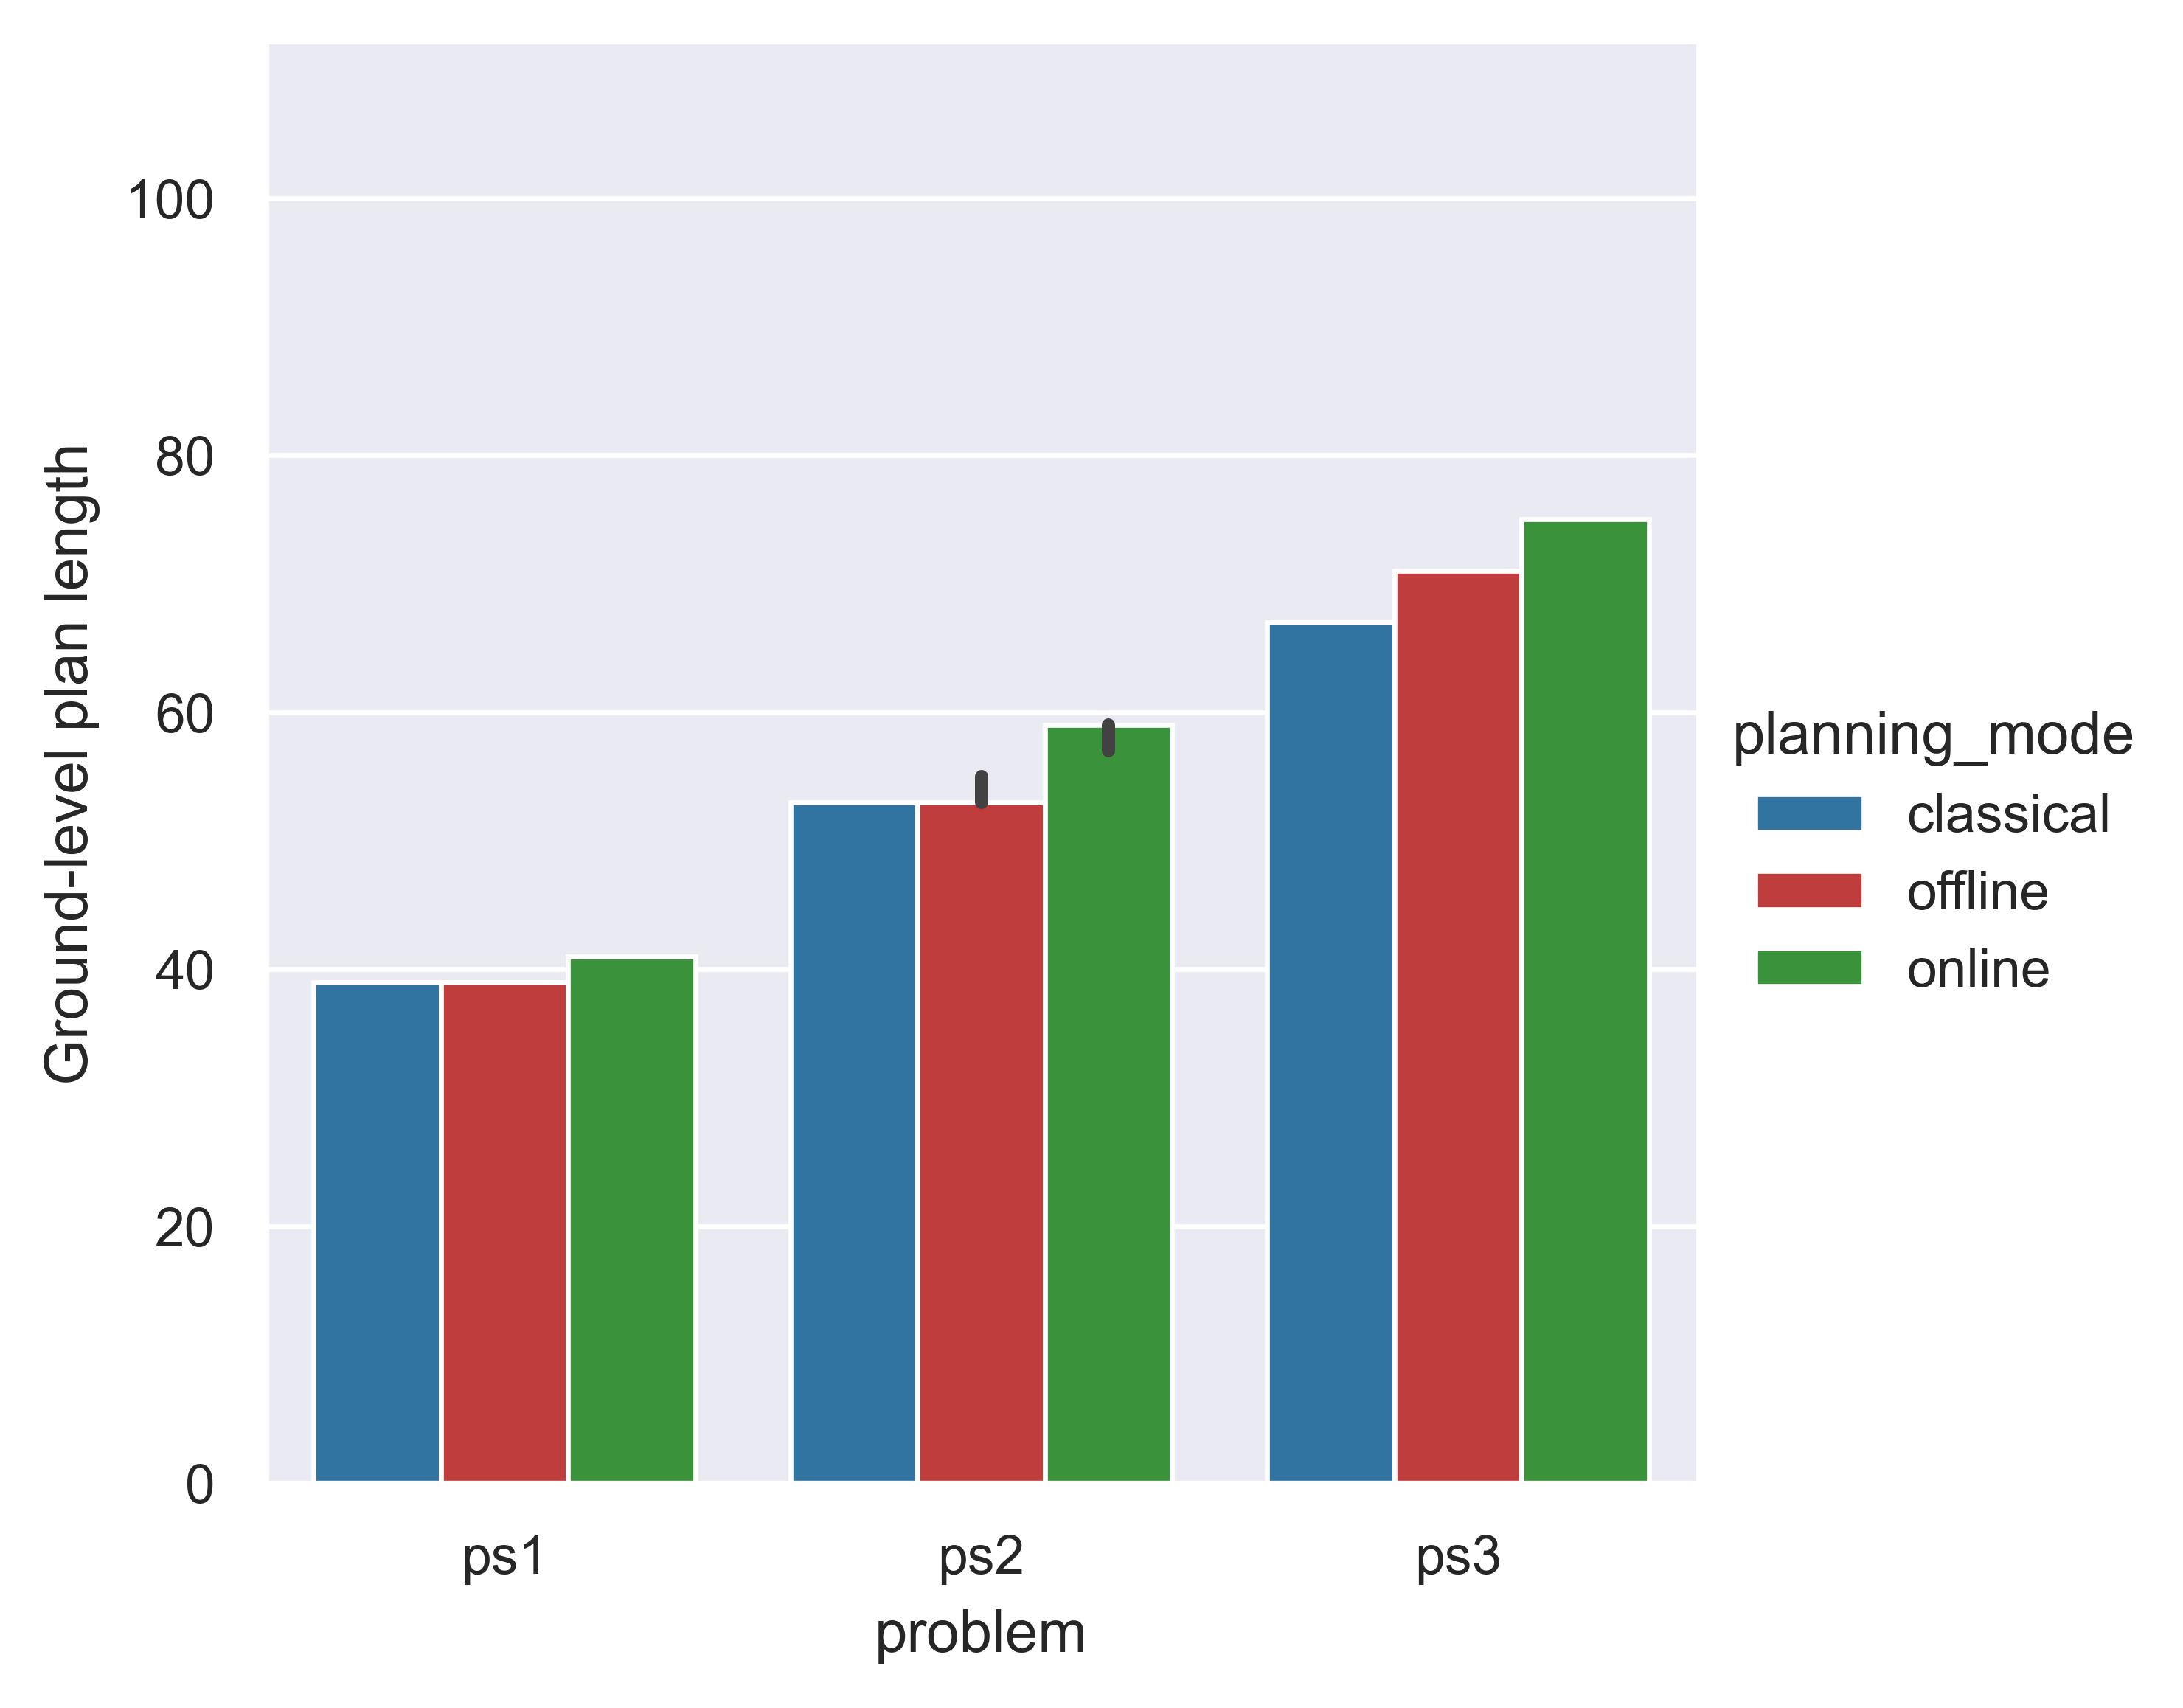 Ground-level plan length
100
80
60
40
20
0
ps1
ps2
ps3
problem
planning_mode
classical
offline
online